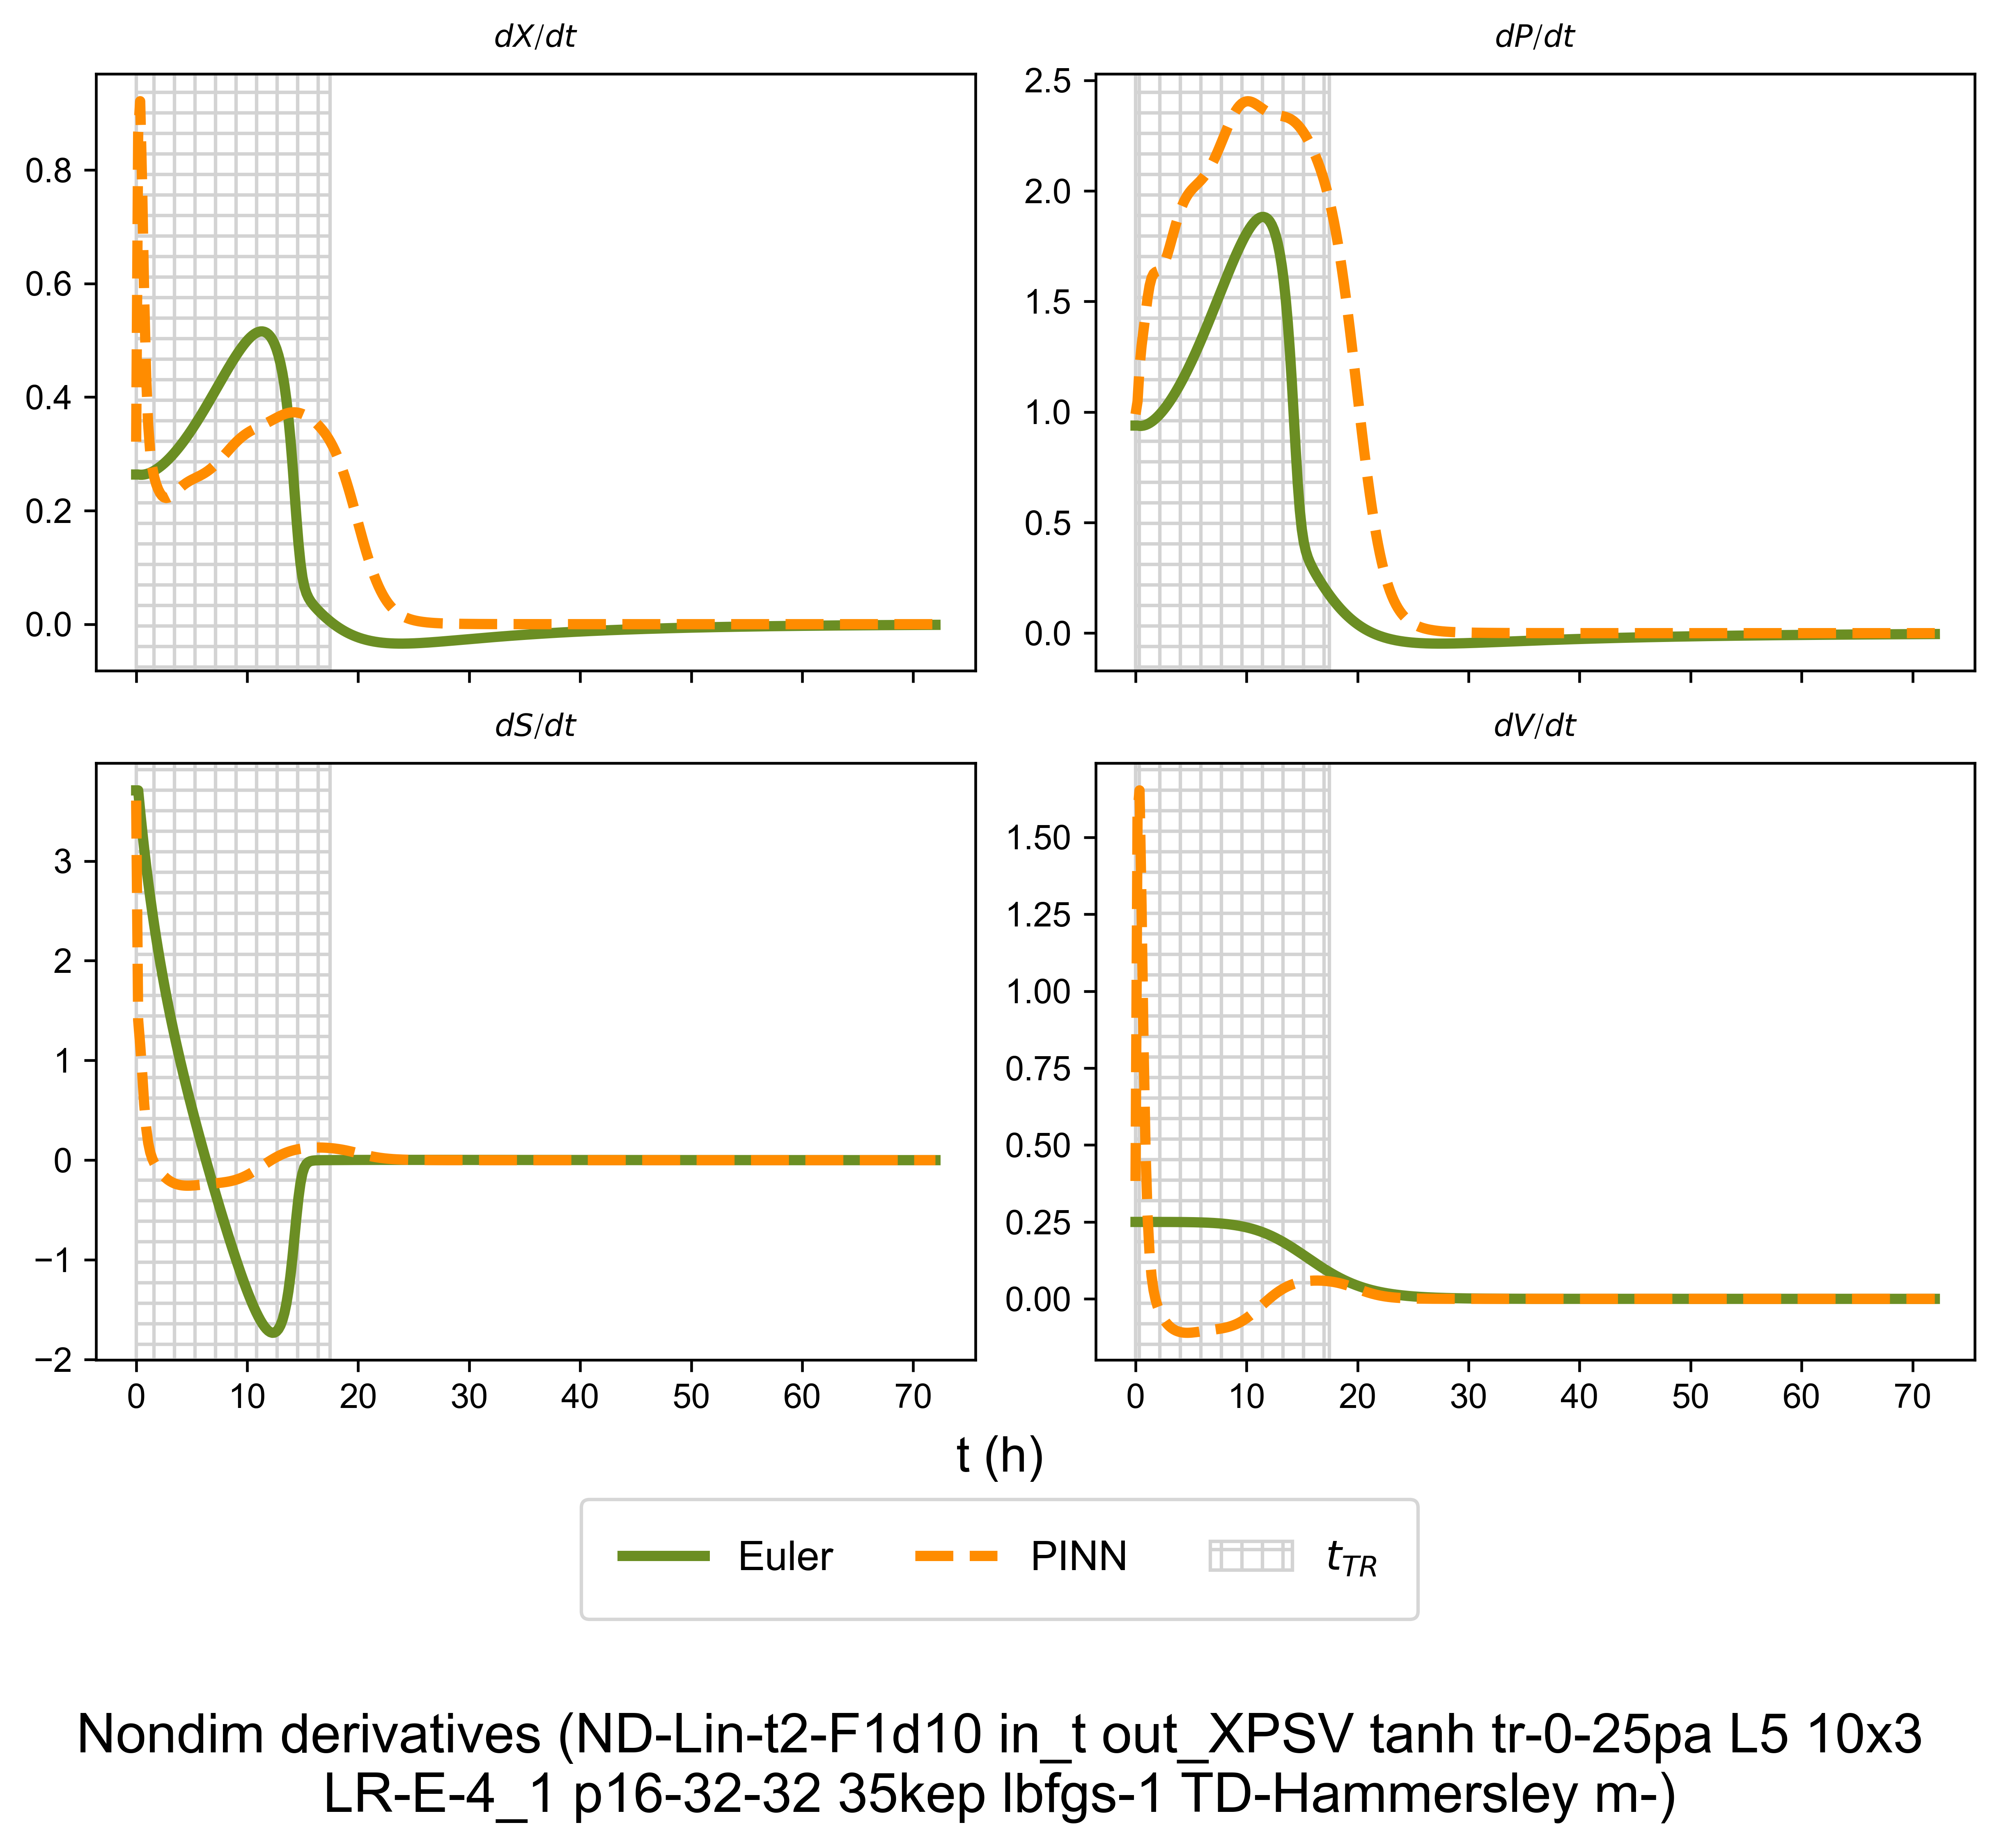 dX/dt
dP/dt
0.8
0.6
0.4
0.2
0.0
2.5
2.0
1.5
1.0
0.5
0.0
dS/dt
dV/dt
3
2
1
0
−1
−2
1.50
1.25
1.00
0.75
0.50
0.25
0.00
0 10 20 30 40 50 60 70
0 10 20 30 40 50 60 70
t (h)
Euler PINN t_TR
Nondim derivatives (ND-Lin-t2-F1d10 in_t out_XPSV tanh tr-0-25pa L5 10x3
LR-E-4_1 p16-32-32 35kep lbfgs-1 TD-Hammersley m-)